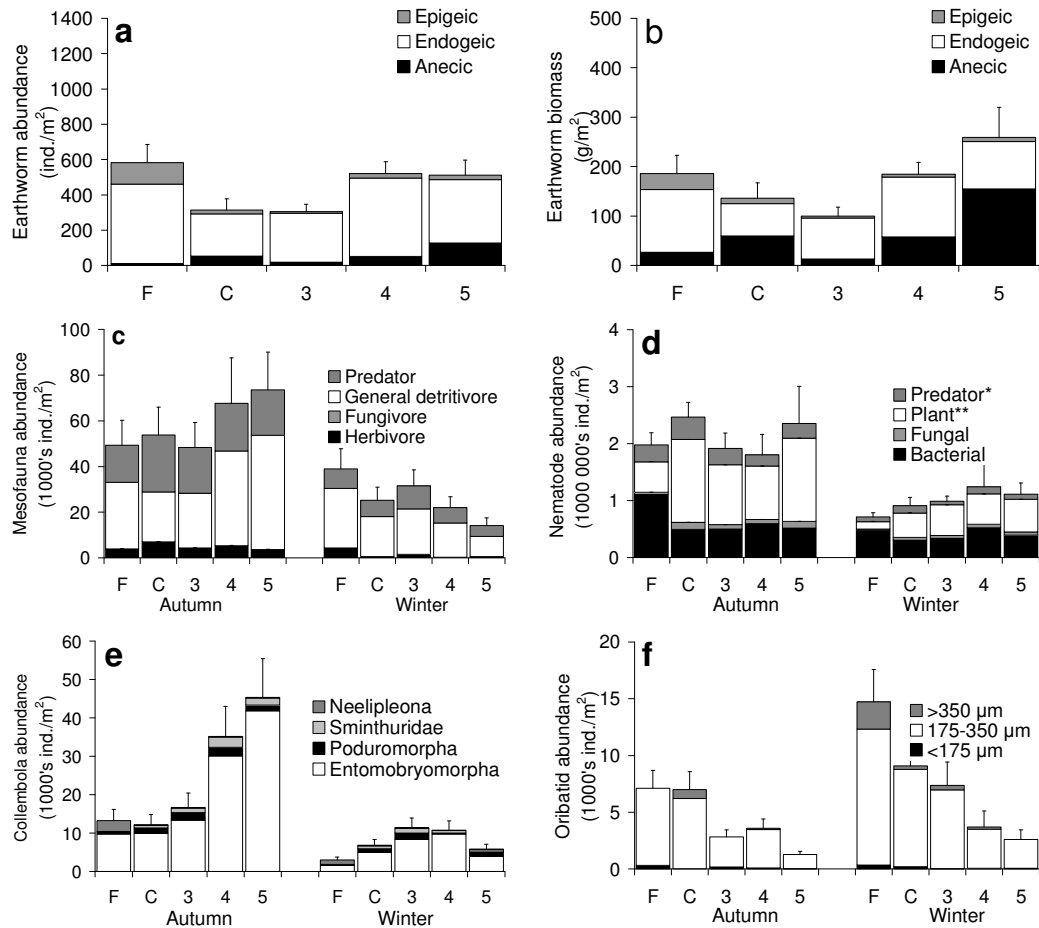 a
Earthworm abundance
(ind./m²)
1400
1200
1000
800
600
400
200
0
Epigeic
Endogeic
Anecic
F C 3 4 5
b
Earthworm biomass
(g/m²)
500
400
300
200
100
0
Epigeic
Endogeic
Anecic
F C 3 4 5
c
Mesofauna abundance
(1000's ind./m²)
100
80
60
40
20
0
Predator
General detritivore
Fungivore
Herbivore
F C 3 4 5 F C 3 4 5
Autumn Winter
d
Nematode abundance
(1000 000's ind./m²)
4
3
2
1
0
Predator*
Plant**
Fungal
Bacterial
F C 3 4 5 F C 3 4 5
Autumn Winter
e
Collembola abundance
(1000's ind./m²)
60
50
40
30
20
10
0
Neelipleona
Sminthuridae
Poduromorpha
Entomobryomorpha
F C 3 4 5 F C 3 4 5
Autumn Winter
f
Oribatid abundance
(1000's ind./m²)
20
15
10
5
0
>350 µm
175-350 µm
<175 µm
F C 3 4 5 F C 3 4 5
Autumn Winter